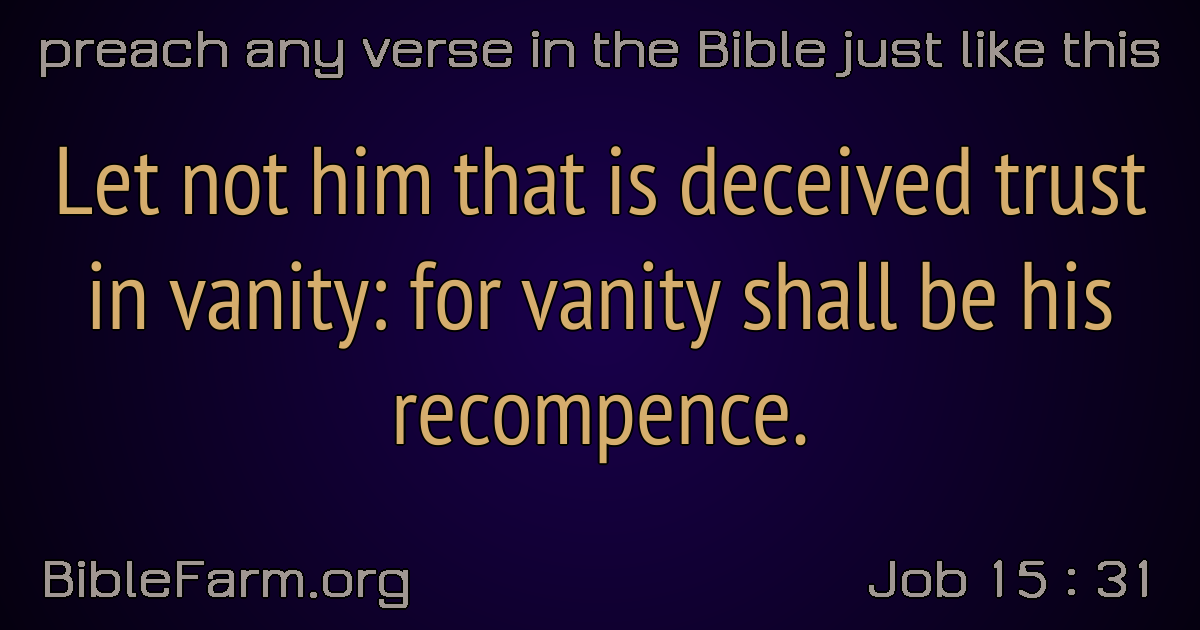 preach any verse in the Bible just like this
Let not him that is deceived trust
in vanity: for vanity shall be his
recompence.
BibleFarm.org
Job 15 : 31